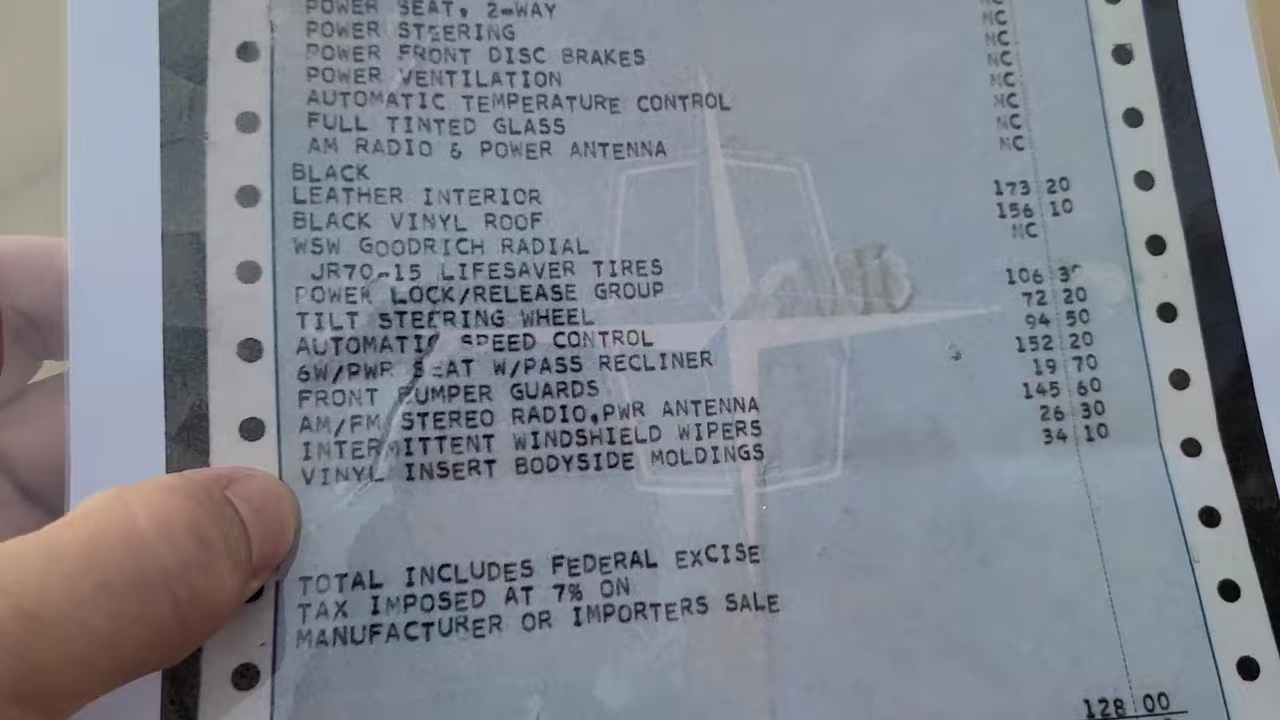 POWER SEAT, 2-WAY NC
POWER STEERING NC
POWER FRONT DISC BRAKES NC
POWER VENTILATION NC
AUTOMATIC TEMPERATURE CONTROL NC
FULL TINTED GLASS NC
AM RADIO & POWER ANTENNA NC
BLACK
LEATHER INTERIOR 173 20
BLACK VINYL ROOF 156 10
WSW GOODRICH RADIAL NC
JR70-15 LIFESAVER TIRES
POWER LOCK/RELEASE GROUP 106
TILT STEERING WHEEL 72 20
AUTOMATIC SPEED CONTROL 94 50
6W/PWR SEAT W/PASS RECLINER 152 20
FRONT BUMPER GUARDS 19 70
AM/FM STEREO RADIO,PWR ANTENNA 145 60
INTERMITTENT WINDSHIELD WIPERS 26 30
VINYL INSERT BODYSIDE MOLDINGS 34 10
TOTAL INCLUDES FEDERAL EXCISE
TAX IMPOSED AT 7% ON
MANUFACTURER OR IMPORTERS SALE
128 00